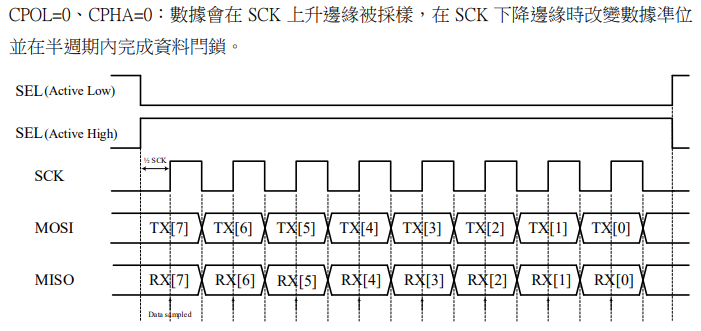 CPOL=0、CPHA=0：數據會在 SCK 上升邊緣被採樣，在 SCK 下降邊緣時改變數據準位
並在半週期內完成資料閂鎖。
SEL(Active Low)
SEL(Active High)
½ SCK
SCK
MOSI TX[7] TX[6] TX[5] TX[4] TX[3] TX[2] TX[1] TX[0]
MISO RX[7] RX[6] RX[5] RX[4] RX[3] RX[2] RX[1] RX[0]
Data sampled